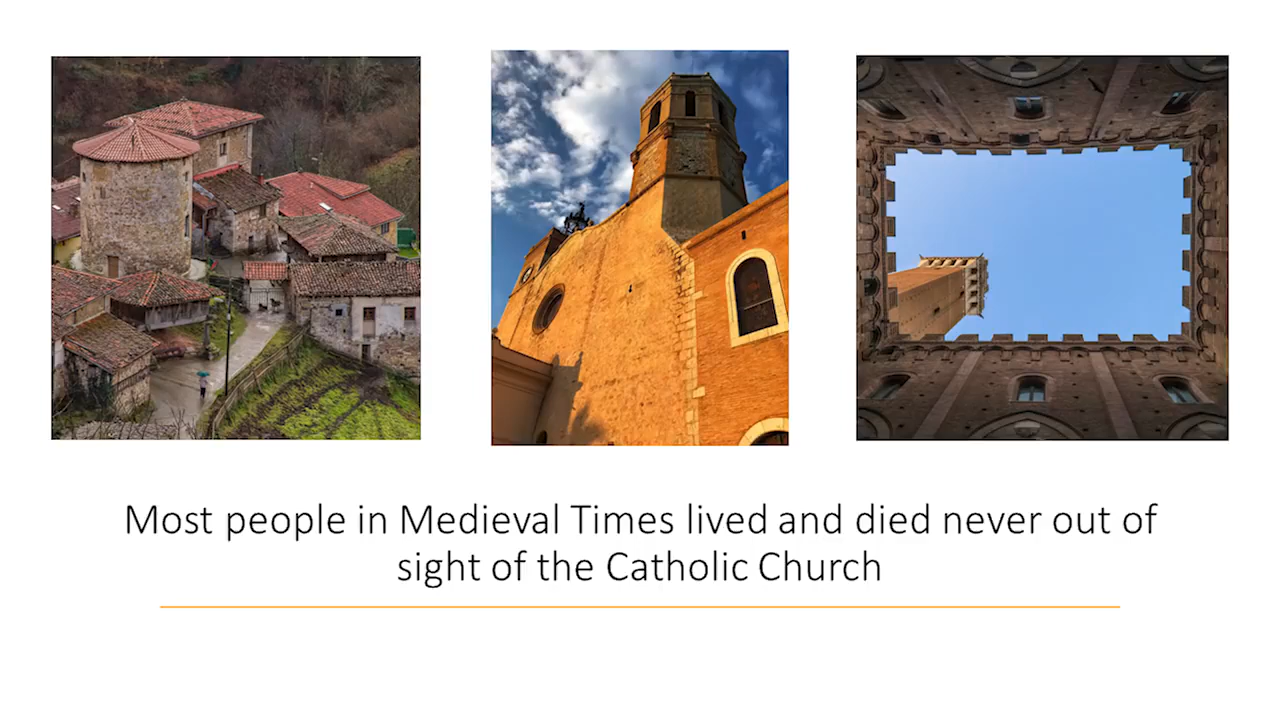 Most people in Medieval Times lived and died never out of
sight of the Catholic Church